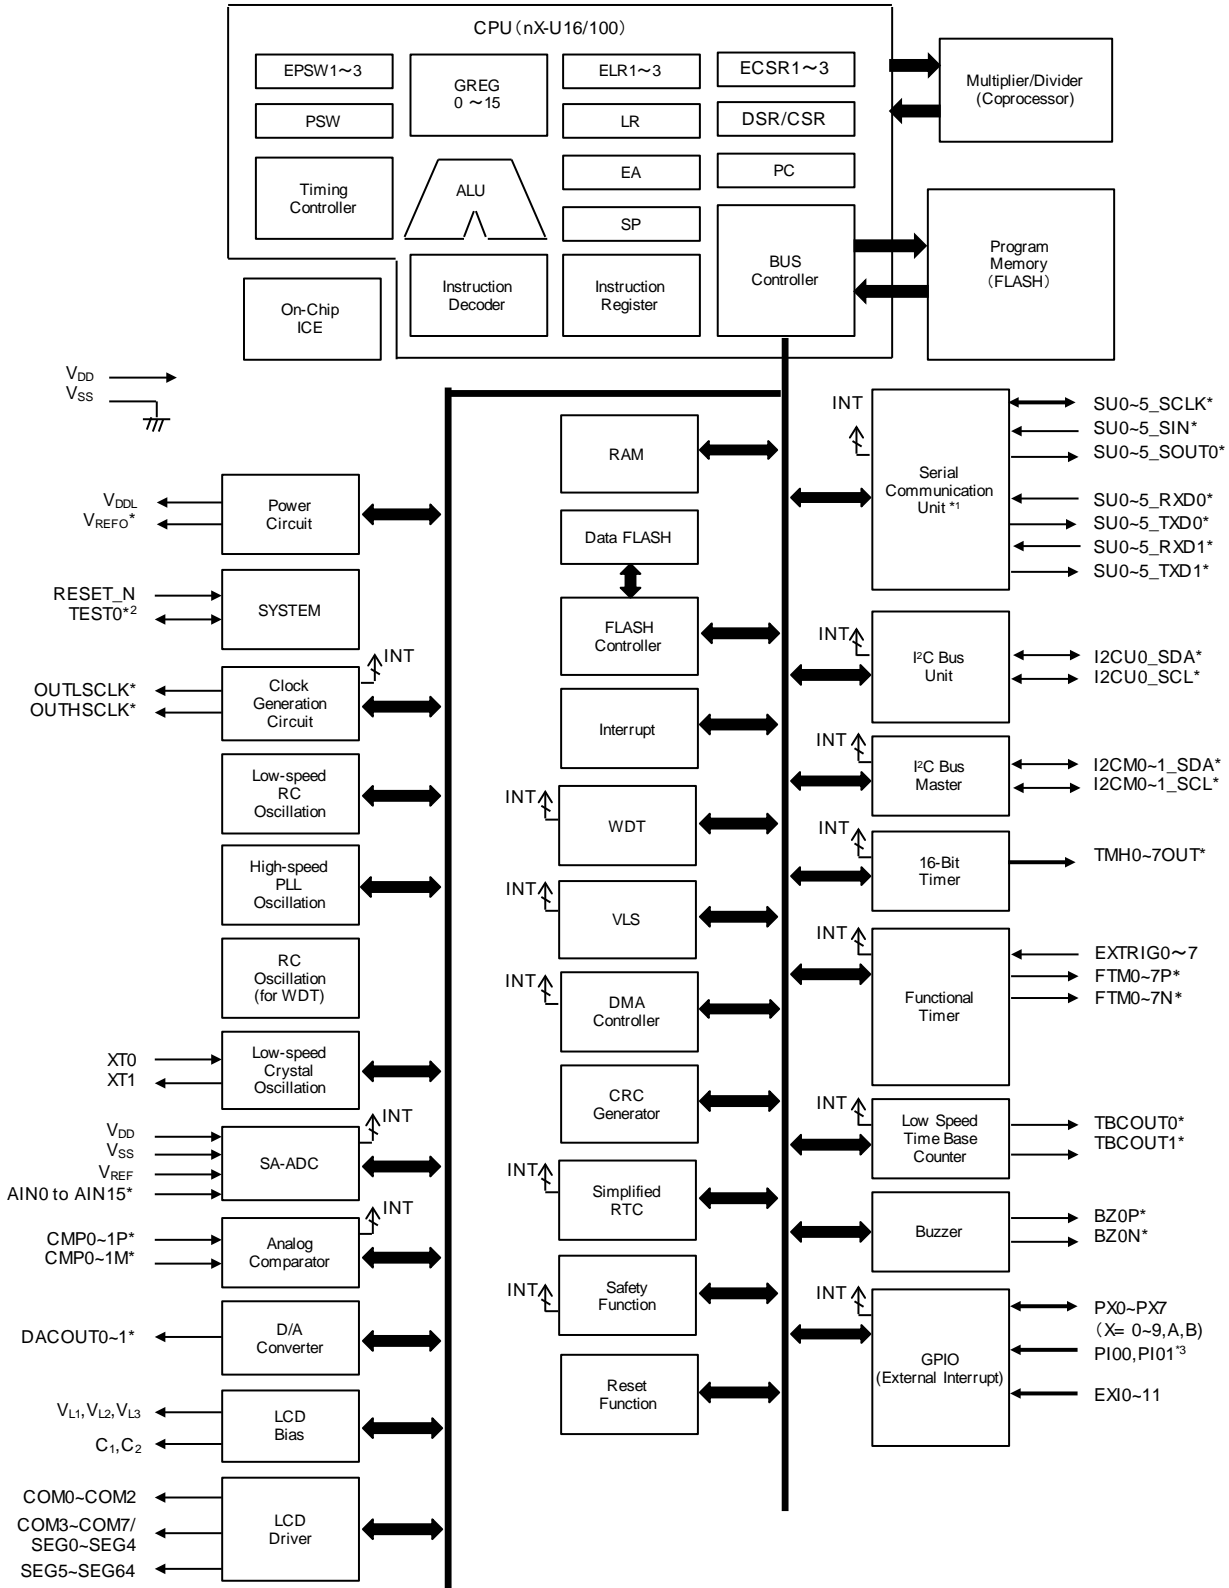 CPU（nX-U16/100）
EPSW1～3
GREG
0 ～15
ELR1～3
ECSR1～3
PSW
LR
DSR/CSR
Timing
Controller
ALU
EA
PC
SP
BUS
Controller
Instruction
Decoder
Instruction
Register
On-Chip
ICE
Multiplier/Divider
(Coprocessor)
Program
Memory
（FLASH）
VDD
VSS
VDDL
VREFO*
Power
Circuit
RESET_N
TEST0*2
SYSTEM
INT
OUTLSCLK*
OUTHSCLK*
Clock
Generation
Circuit
Low-speed
RC
Oscillation
High-speed
PLL
Oscillation
RC
Oscillation
(for WDT)
XT0
XT1
Low-speed
Crystal
Oscillation
INT
VDD
VSS
VREF
AIN0 to AIN15*
SA-ADC
INT
CMP0~1P*
CMP0~1M*
Analog
Comparator
DACOUT0~1*
D/A
Converter
VL1,VL2,VL3
C1,C2
LCD
Bias
COM0~COM2
COM3~COM7/
SEG0~SEG4
SEG5~SEG64
LCD
Driver
RAM
Data FLASH
FLASH
Controller
Interrupt
INT
WDT
INT
VLS
INT
DMA
Controller
CRC
Generator
INT
Simplified
RTC
INT
Safety
Function
Reset
Function
INT
Serial
Communication
Unit *1
SU0~5_SCLK*
SU0~5_SIN*
SU0~5_SOUT0*
SU0~5_RXD0*
SU0~5_TXD0*
SU0~5_RXD1*
SU0~5_TXD1*
INT
I2C Bus
Unit
I2CU0_SDA*
I2CU0_SCL*
INT
I2C Bus
Master
I2CM0~1_SDA*
I2CM0~1_SCL*
INT
16-Bit
Timer
TMH0~7OUT*
INT
Functional
Timer
EXTRIG0～7
FTM0~7P*
FTM0~7N*
INT
Low Speed
Time Base
Counter
TBCOUT0*
TBCOUT1*
Buzzer
BZ0P*
BZ0N*
INT
GPIO
(External Interrupt)
PX0~PX7
（X= 0~9,A,B)
PI00,PI01*3
EXI0~11